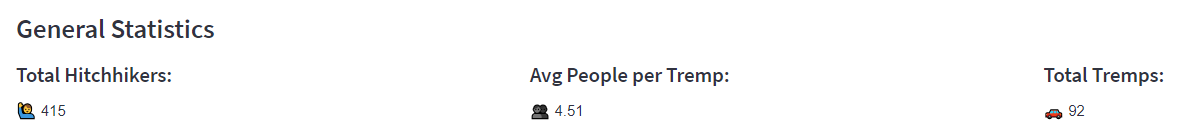 General Statistics
Total Hitchhikers: Avg People per Tremp: Total Tremps:
415 4.51 92